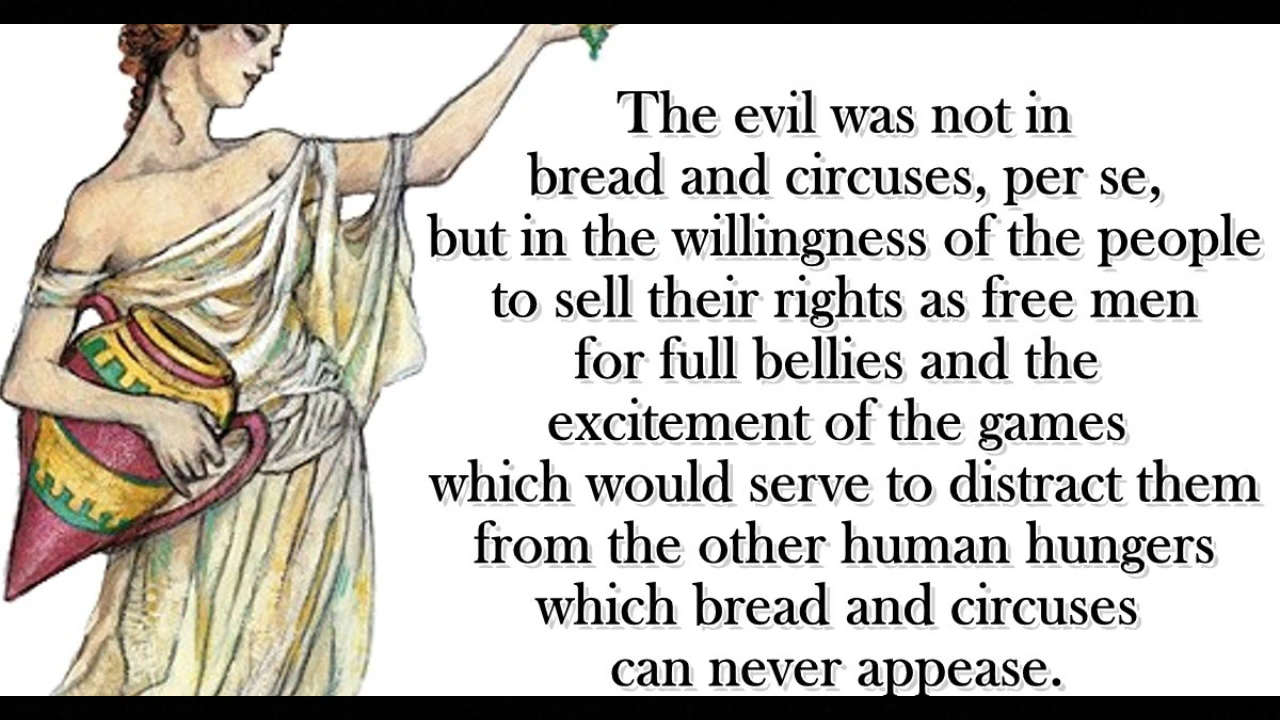 The evil was not in
bread and circuses, per se,
but in the willingness of the people
to sell their rights as free men
for full bellies and the
excitement of the games
which would serve to distract them
from the other human hungers
which bread and circuses
can never appease.